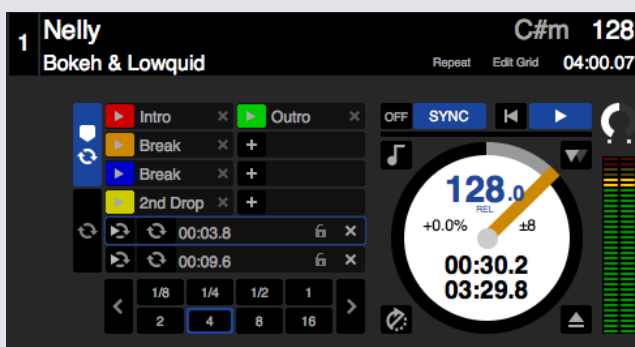 1 Nelly C#m 128
Bokeh & Lowquid Repeat Edit Grid 04:00.07
Intro Outro OFF SYNC
Break +
Break +
2nd Drop +
00:03.8
00:09.6
1/8 1/4 1/2 1
2 4 8 16
128.0
REL
+0.0% ±8
00:30.2
03:29.8